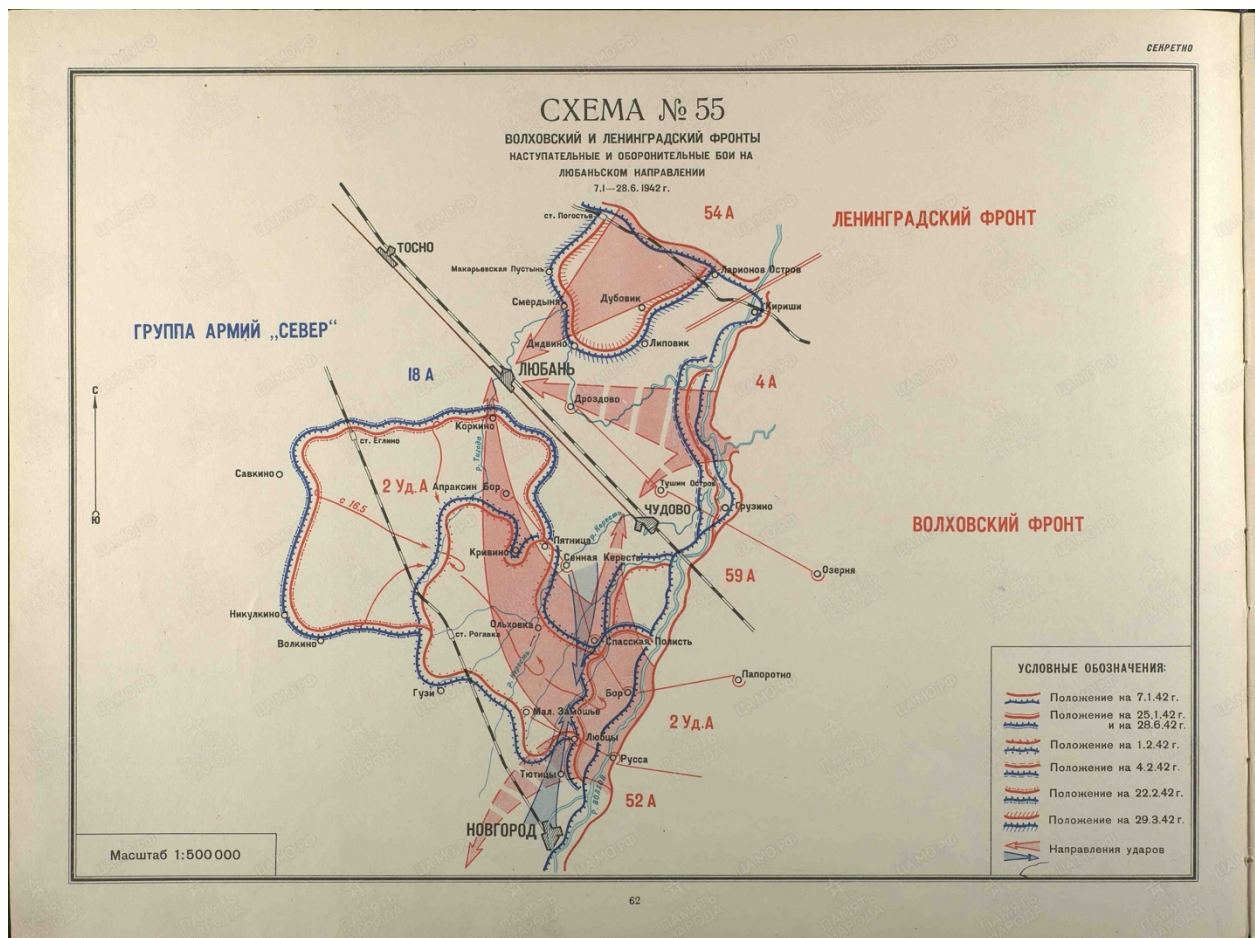 СЕКРЕТНО
СХЕМА № 55
ВОЛХОВСКИЙ И ЛЕНИНГРАДСКИЙ ФРОНТЫ
НАСТУПАТЕЛЬНЫЕ И ОБОРОНИТЕЛЬНЫЕ БОИ НА
ЛЮБАНЬСКОМ НАПРАВЛЕНИИ
7.I—28.6.1942 г.
ст. Погостье
54 А
ЛЕНИНГРАДСКИЙ ФРОНТ
ТОСНО
Макарьевская Пустынь
Ларионов Остров
Смердыня
Дубовик
Кириши
ГРУППА АРМИЙ „СЕВЕР“
Дидвино
Липовик
18 А
ЛЮБАНЬ
4 А
С
Дроздово
Коркино
ст. Еглино
р. Тигода
Савкино
2 Уд.А
Апраксин Бор
Тушин Остров
с 16.5
Ю
ЧУДОВО
Грузино
р. Кересть
ВОЛХОВСКИЙ ФРОНТ
Пятница
Кривино
Сенная Кересть
59 А
Озерня
Никулкино
Ольховка
ст. Рогавка
Волкино
Спасская Полисть
р. Кересть
Папоротно
Гузи
Бор
Мал. Замошье
2 Уд.А
Любцы
Русса
Тютицы
р. ВОЛХОВ
52 А
НОВГОРОД
УСЛОВНЫЕ ОБОЗНАЧЕНИЯ:
Положение на 7.1.42 г.
Положение на 25.1.42 г.
и на 28.6.42 г.
Положение на 1.2.42 г.
Положение на 4.2.42 г.
Положение на 22.2.42 г.
Положение на 29.3.42 г.
Направления ударов
Масштаб 1:500 000
62